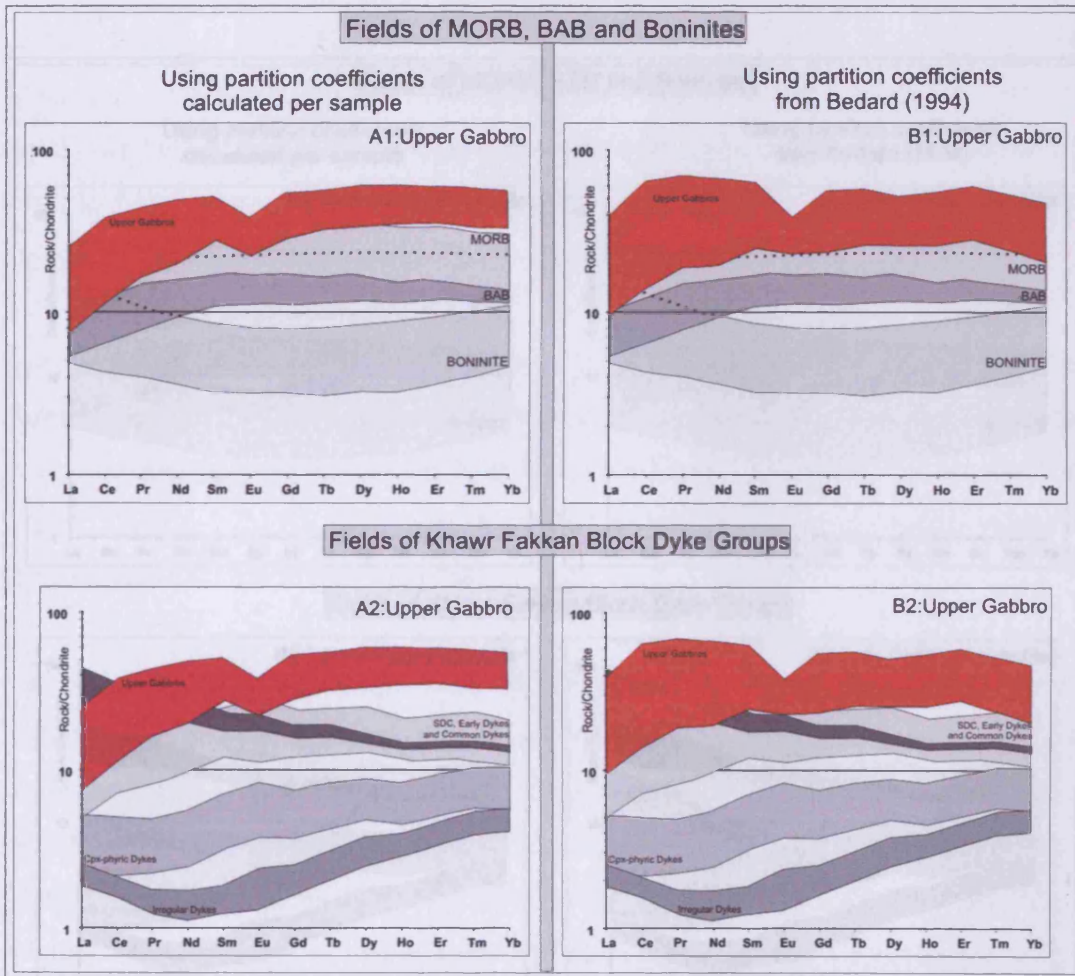 Fields of MORB, BAB and Boninites
Using partition coefficients
calculated per sample
Using partition coefficients
from Bedard (1994)
A1:Upper Gabbro
100
Rock/Chondrite
10
1
Upper Gabbros
MORB
BAB
BONINITE
La Ce Pr Nd Sm Eu Gd Tb Dy Ho Er Tm Yb
B1:Upper Gabbro
100
Rock/Chondrite
10
1
Upper Gabbros
MORB
BAB
BONINITE
La Ce Pr Nd Sm Eu Gd Tb Dy Ho Er Tm Yb
Fields of Khawr Fakkan Block Dyke Groups
A2:Upper Gabbro
100
Rock/Chondrite
10
1
Upper Gabbros
SDC, Early Dykes
and Common Dykes
Cpx-phyric Dykes
Irregular Dykes
La Ce Pr Nd Sm Eu Gd Tb Dy Ho Er Tm Yb
B2:Upper Gabbro
100
Rock/Chondrite
10
1
Upper Gabbros
SDC, Early Dykes
and Common Dykes
Cpx-phyric Dykes
Irregular Dykes
La Ce Pr Nd Sm Eu Gd Tb Dy Ho Er Tm Yb